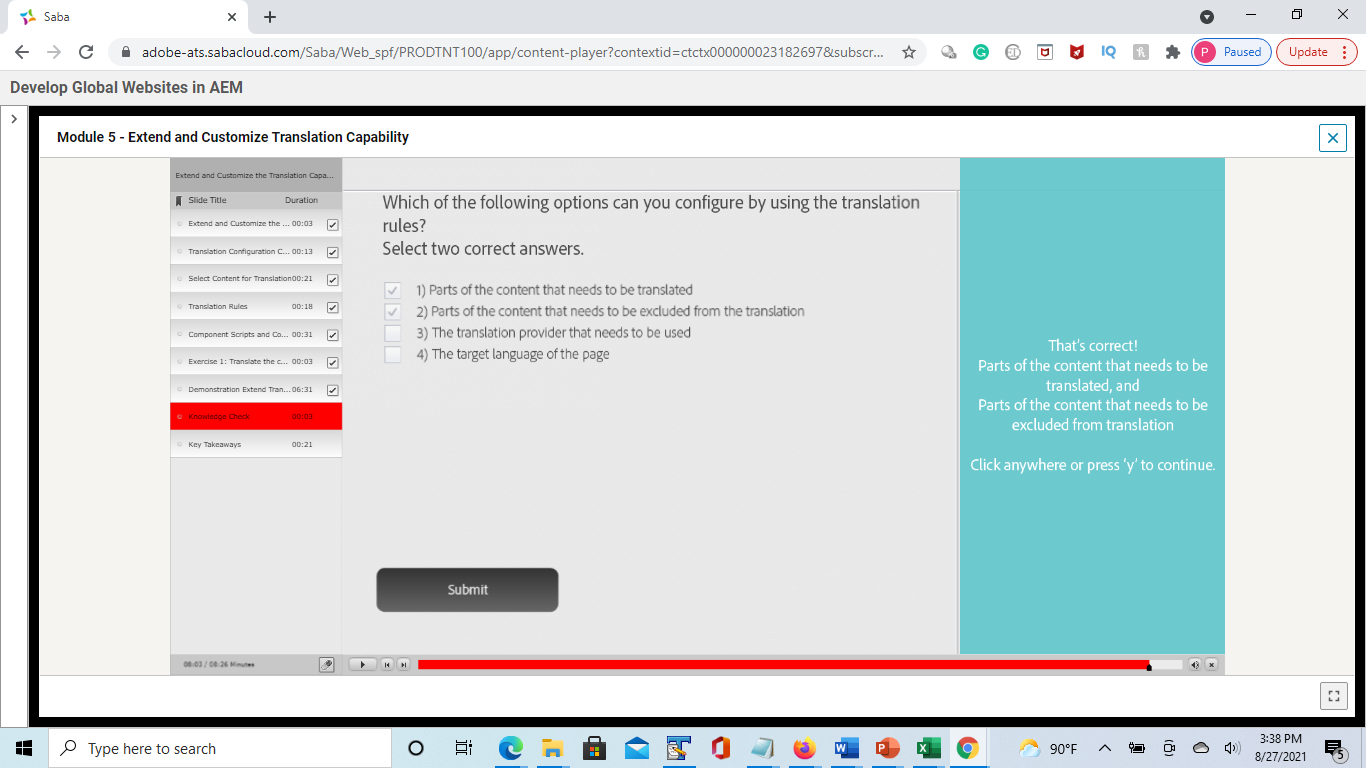 Saba
adobe-ats.sabacloud.com/Saba/Web_spf/PRODTNT100/app/content-player?contextid=ctctx000000023182697&subscr...
P Paused
Update
Develop Global Websites in AEM
Module 5 - Extend and Customize Translation Capability
Extend and Customize the Translation Capa...
Slide Title Duration
Extend and Customize the ... 00:03
Translation Configuration C... 00:13
Select Content for Translation 00:21
Translation Rules 00:18
Component Scripts and Co... 00:31
Exercise 1: Translate the c... 00:03
Demonstration Extend Tran... 06:31
Knowledge Check 00:03
Key Takeaways 00:21
08:03 / 08:26 Minutes
Which of the following options can you configure by using the translation
rules?
Select two correct answers.
1) Parts of the content that needs to be translated
2) Parts of the content that needs to be excluded from the translation
3) The translation provider that needs to be used
4) The target language of the page
Submit
That's correct!
Parts of the content that needs to be
translated, and
Parts of the content that needs to be
excluded from translation
Click anywhere or press 'y' to continue.
Type here to search
90°F
3:38 PM
8/27/2021
5